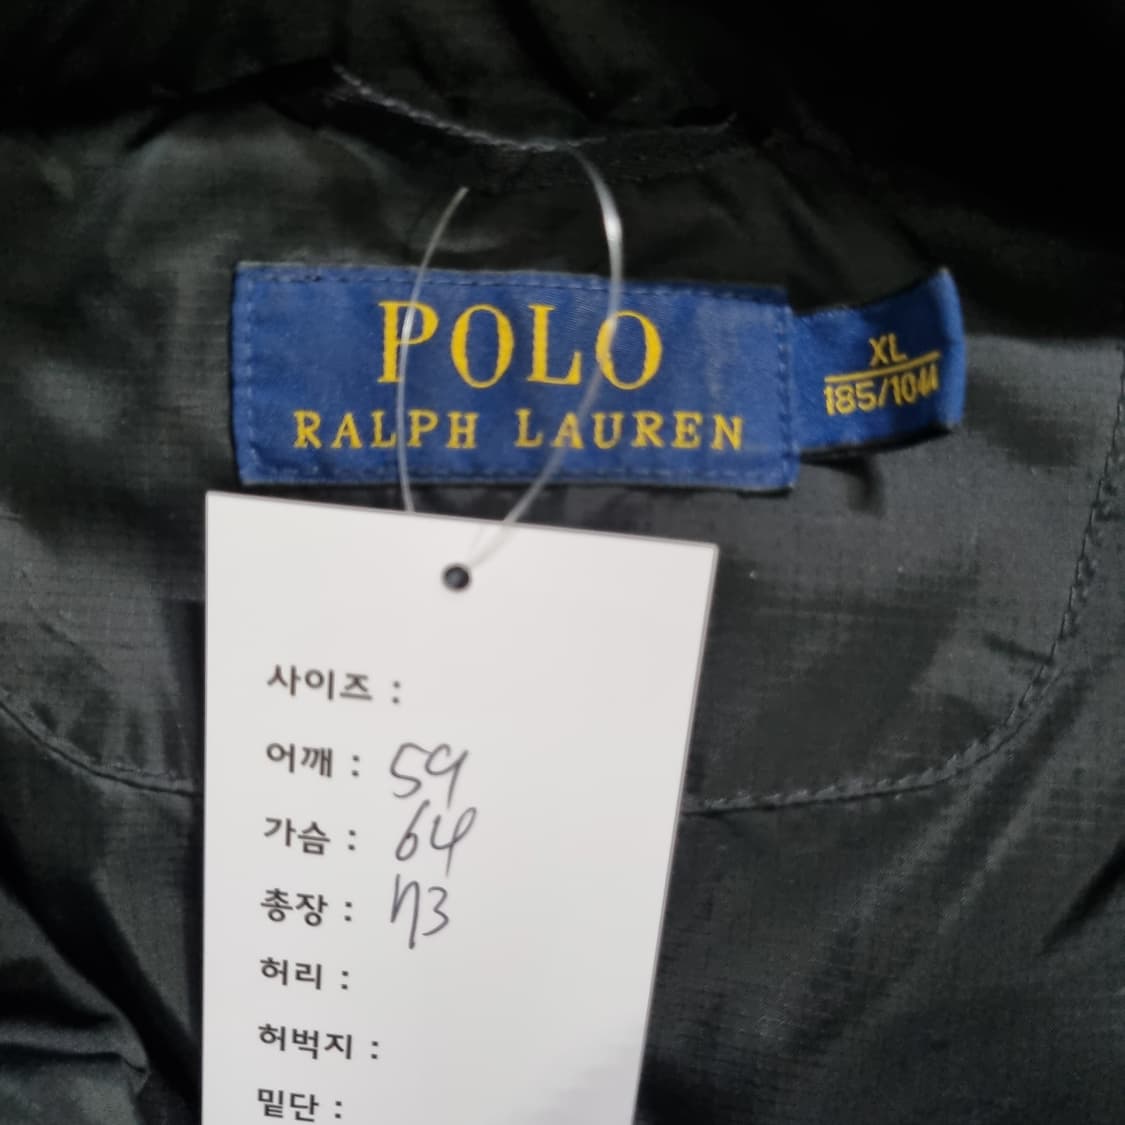 POLO
RALPH LAUREN
XL
185/104A
사이즈 :
어깨 : 59
가슴 : 64
총장 : 73
허리 :
허벅지 :
밑단 :